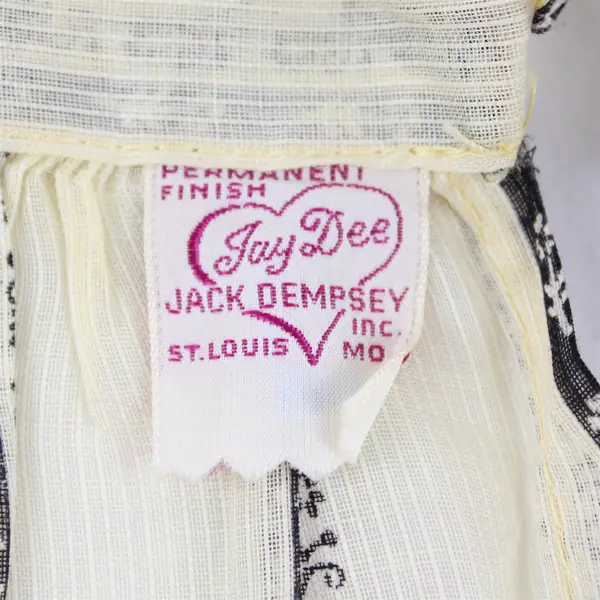 PERMANENT
FINISH
Jay Dee
JACK DEMPSEY
INC.
ST. LOUIS MO